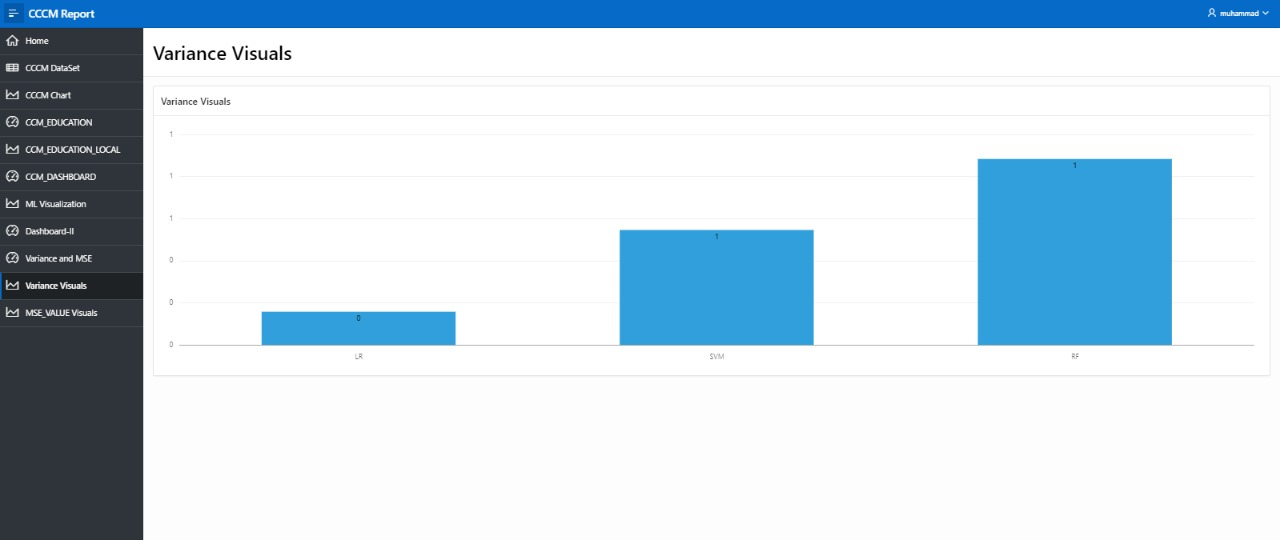 CCCM Report
muhammad
Home
CCCM DataSet
CCCM Chart
CCM_EDUCATION
CCM_EDUCATION_LOCAL
CCM_DASHBOARD
ML Visualization
Dashboard-II
Variance and MSE
Variance Visuals
MSE_VALUE Visuals
Variance Visuals
Variance Visuals
1
1
1
0
0
0
0
1
1
LR
SVM
RF